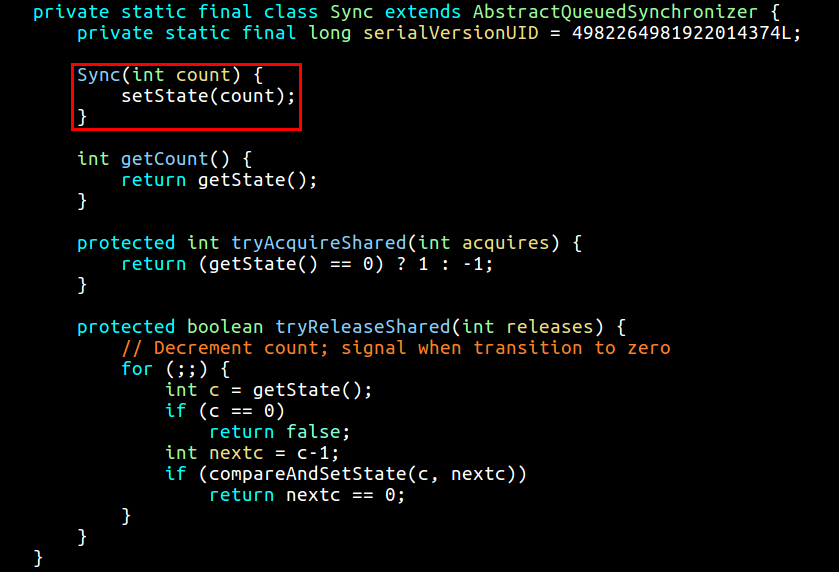 private static final class Sync extends AbstractQueuedSynchronizer {
private static final long serialVersionUID = 4982264981922014374L;
Sync(int count) {
setState(count);
}
int getCount() {
return getState();
}
protected int tryAcquireShared(int acquires) {
return (getState() == 0) ? 1 : -1;
}
protected boolean tryReleaseShared(int releases) {
// Decrement count; signal when transition to zero
for (;;) {
int c = getState();
if (c == 0)
return false;
int nextc = c-1;
if (compareAndSetState(c, nextc))
return nextc == 0;
}
}
}